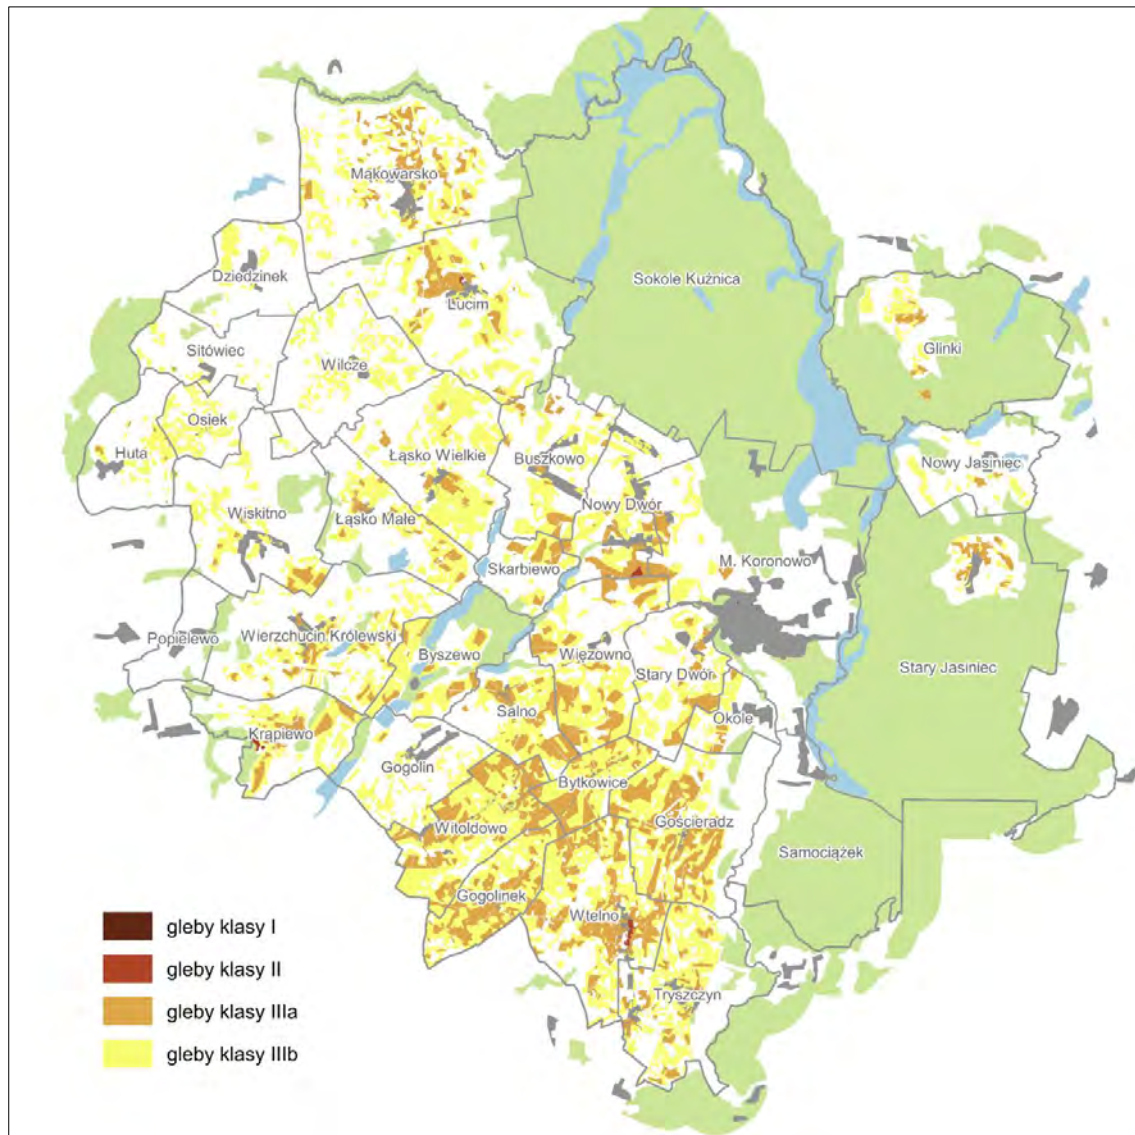 Mąkowarsko
Dziedzinek
Lucim
Sokole Kuźnica
Glinki
Sitówiec
Wilcze
Osiek
Huta
Łąsko Wielkie
Buszkowo
Nowy Jasiniec
Nowy Dwór
Wiskitno
Łąsko Małe
Skarbiewo
M. Koronowo
Popielewo
Wierzchucin Królewski
Byszewo
Więzowno
Stary Dwór
Stary Jasiniec
Salno
Okole
Krąpiewo
Gogolin
Bytkowice
Witoldowo
Gościeradz
Samociążek
Gogolinek
Wtelno
Tryszczyn
gleby klasy I
gleby klasy II
gleby klasy IIIa
gleby klasy IIIb